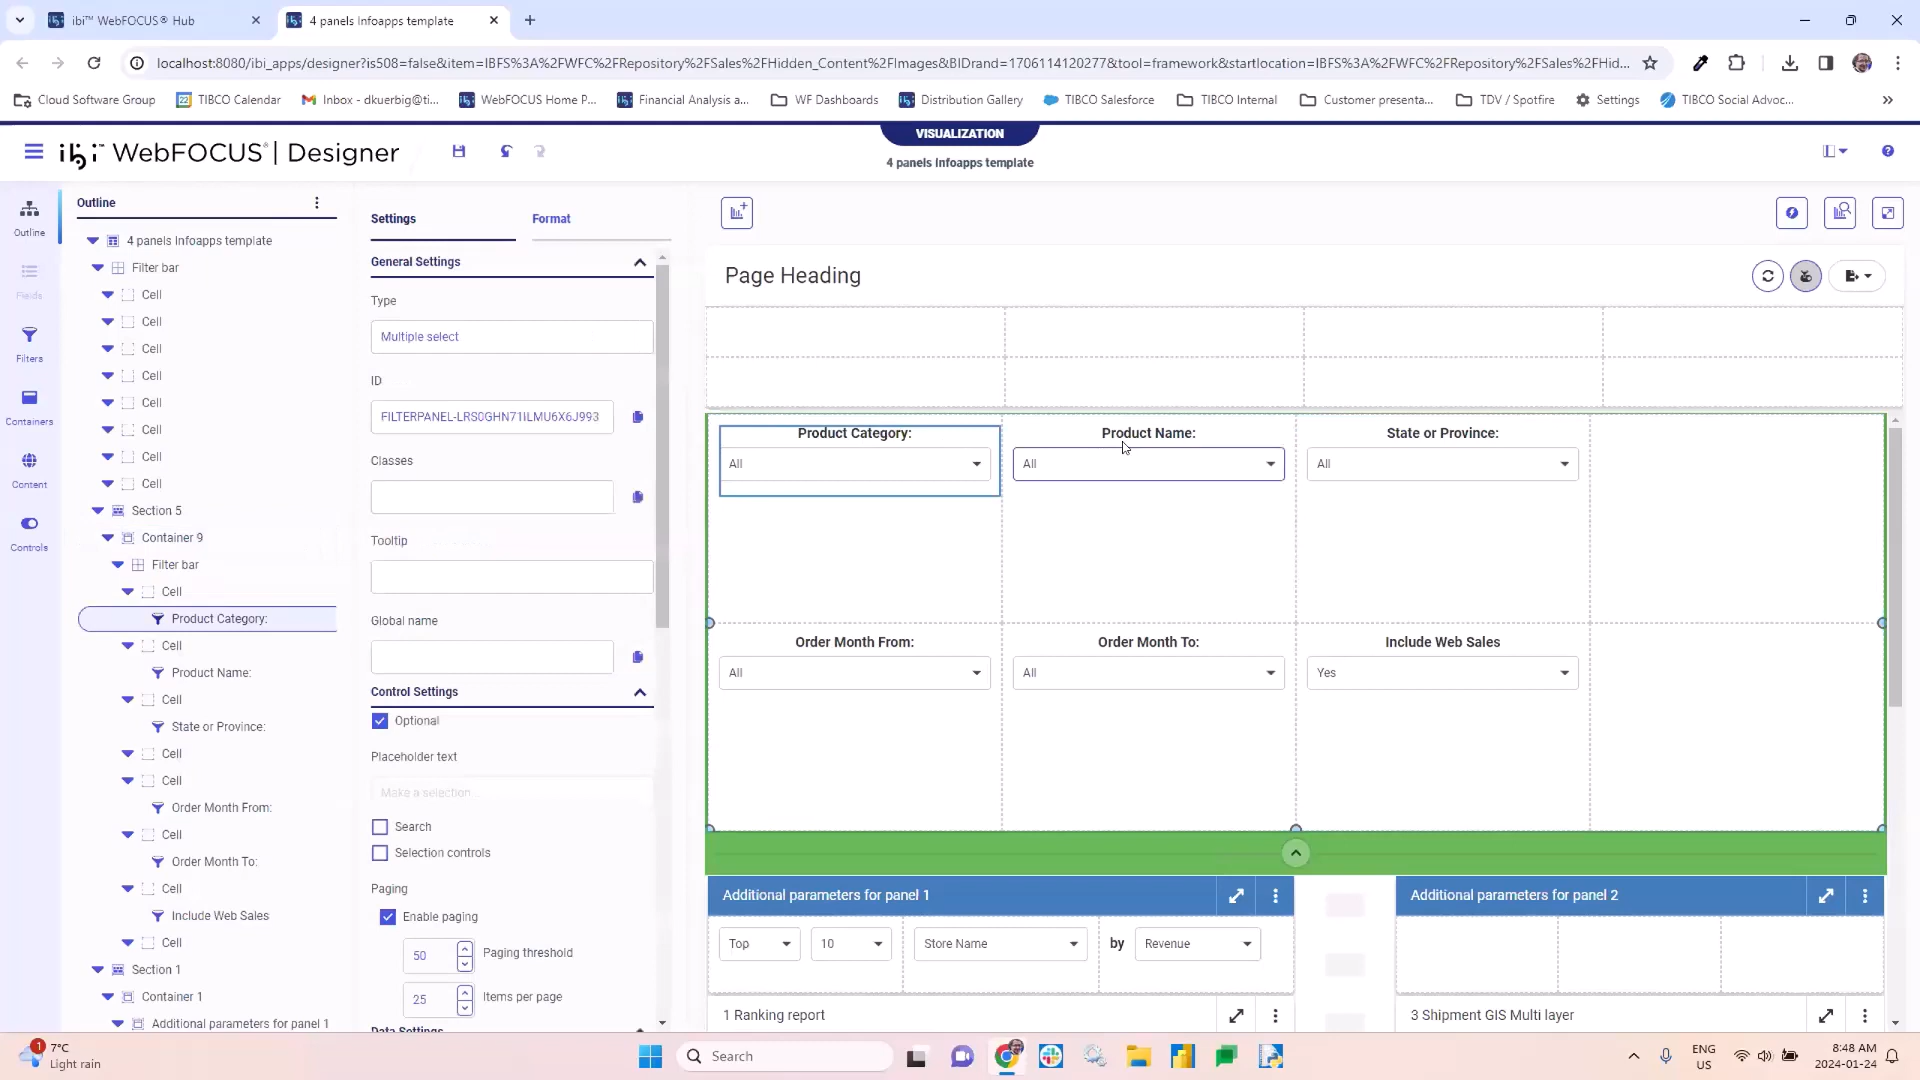 ibi™ WebFOCUS® Hub
4 panels Infoapps template
localhost:8080/ibi_apps/designer?is508=false&item=IBFS%3A%2FWFC%2FRepository%2FSales%2FHidden_Content%2FImages&BIDrand=1706114120277&tool=framework&startlocation=IBFS%3A%2FWFC%2FRepository%2FSales%2FHid...
Cloud Software Group
TIBCO Calendar
Inbox - dkuerbig@ti...
WebFOCUS Home P...
Financial Analysis a...
WF Dashboards
Distribution Gallery
TIBCO Salesforce
TIBCO Internal
Customer presenta...
TDV / Spotfire
Settings
TIBCO Social Advoc...
VISUALIZATION
ibi™ WebFOCUS® | Designer
4 panels Infoapps template
Outline
Fields
Filters
Containers
Content
Controls
Outline
4 panels Infoapps template
Filter bar
Cell
Cell
Cell
Cell
Cell
Cell
Cell
Cell
Section 5
Container 9
Filter bar
Cell
Product Category:
Cell
Product Name:
Cell
State or Province:
Cell
Cell
Order Month From:
Cell
Order Month To:
Cell
Include Web Sales
Cell
Section 1
Container 1
Additional parameters for panel 1
Settings
Format
General Settings
Type
Multiple select
ID
FILTERPANEL-LRS0GHN71ILMU6X6J993
Classes
Tooltip
Global name
Control Settings
Optional
Placeholder text
Make a selection...
Search
Selection controls
Paging
Enable paging
50 Paging threshold
25 Items per page
Data Settings
Page Heading
Product Category:
All
Product Name:
All
State or Province:
All
Order Month From:
All
Order Month To:
All
Include Web Sales
Yes
Additional parameters for panel 1
Top
10
Store Name
by
Revenue
1 Ranking report
Additional parameters for panel 2
3 Shipment GIS Multi layer
1
7°C
Light rain
Search
ENG
US
8:48 AM
2024-01-24